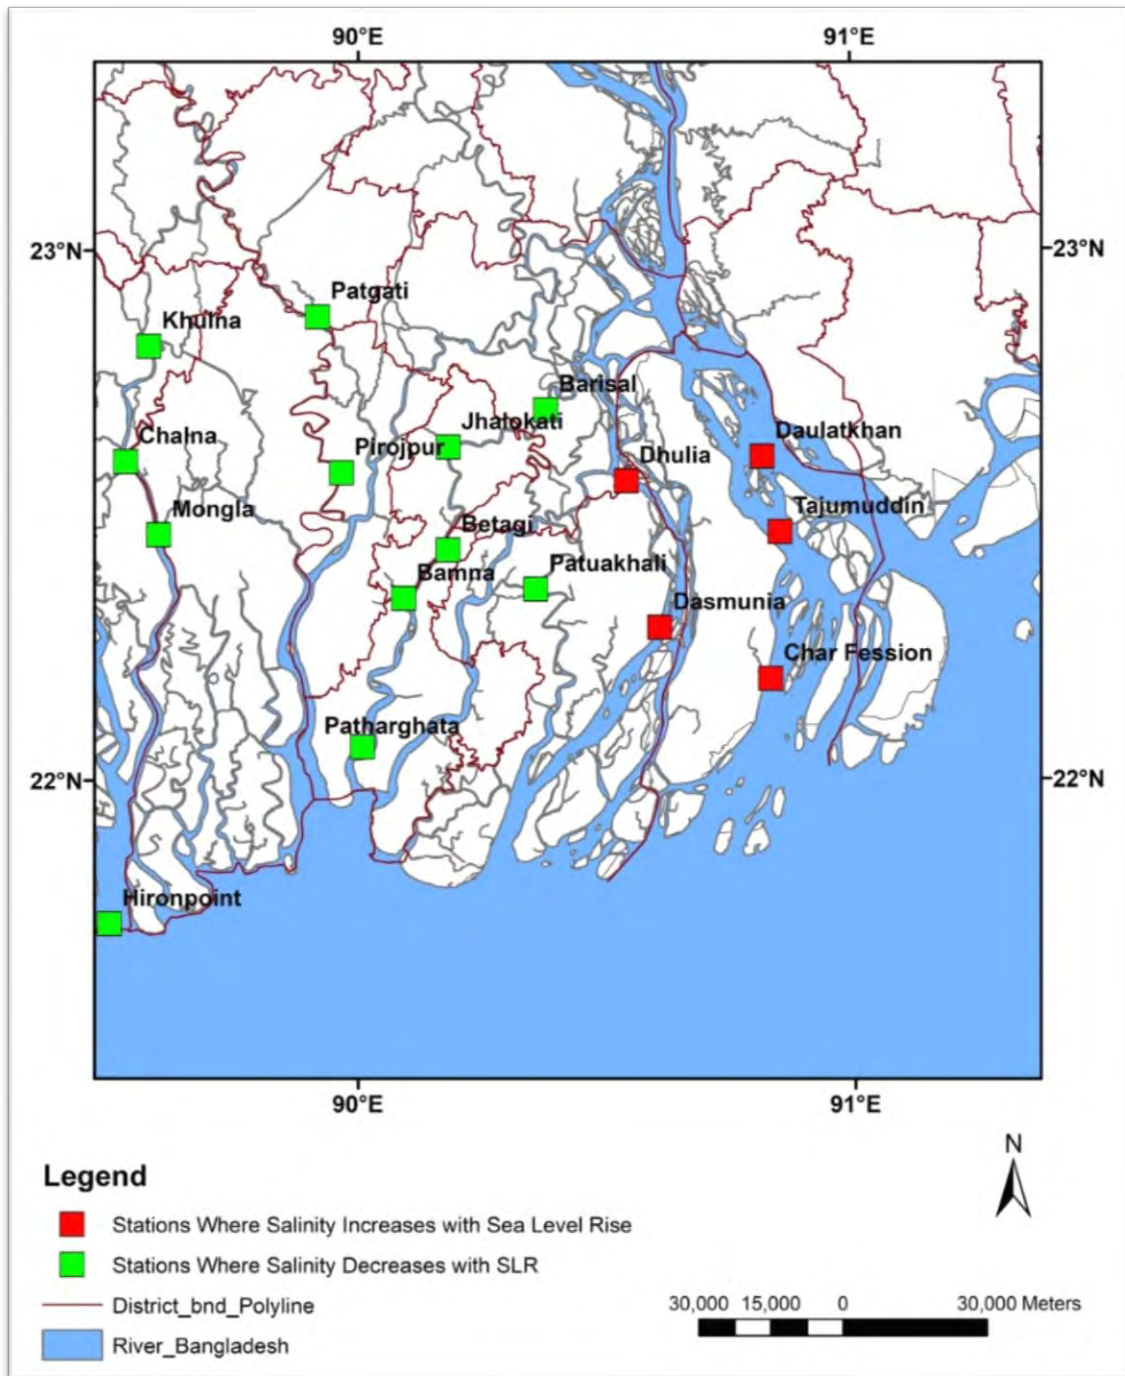 90°E 91°E
23°N 23°N
Patgati
Khulna
Barisal
Jhalokati
Daulatkhan
Chalna
Pirojpur
Dhulia
Mongla
Tajumuddin
Betagi
Patuakhali
Bamna
Dasmunia
Char Fession
Patharghata
22°N 22°N
Hironpoint
90°E 91°E
N
Legend
Stations Where Salinity Increases with Sea Level Rise
Stations Where Salinity Decreases with SLR
District_bnd_Polyline
30,000 15,000 0 30,000 Meters
River_Bangladesh